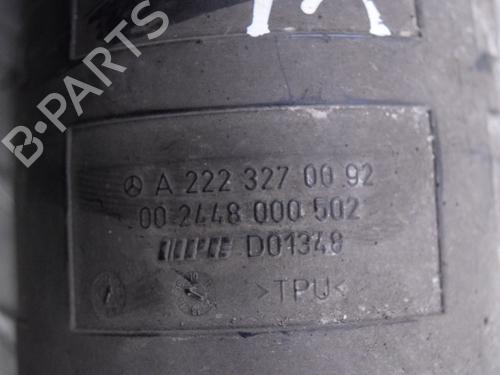 B-PARTS
A 222 327 00 92
00 2448 000 502
D01348
>TPU<